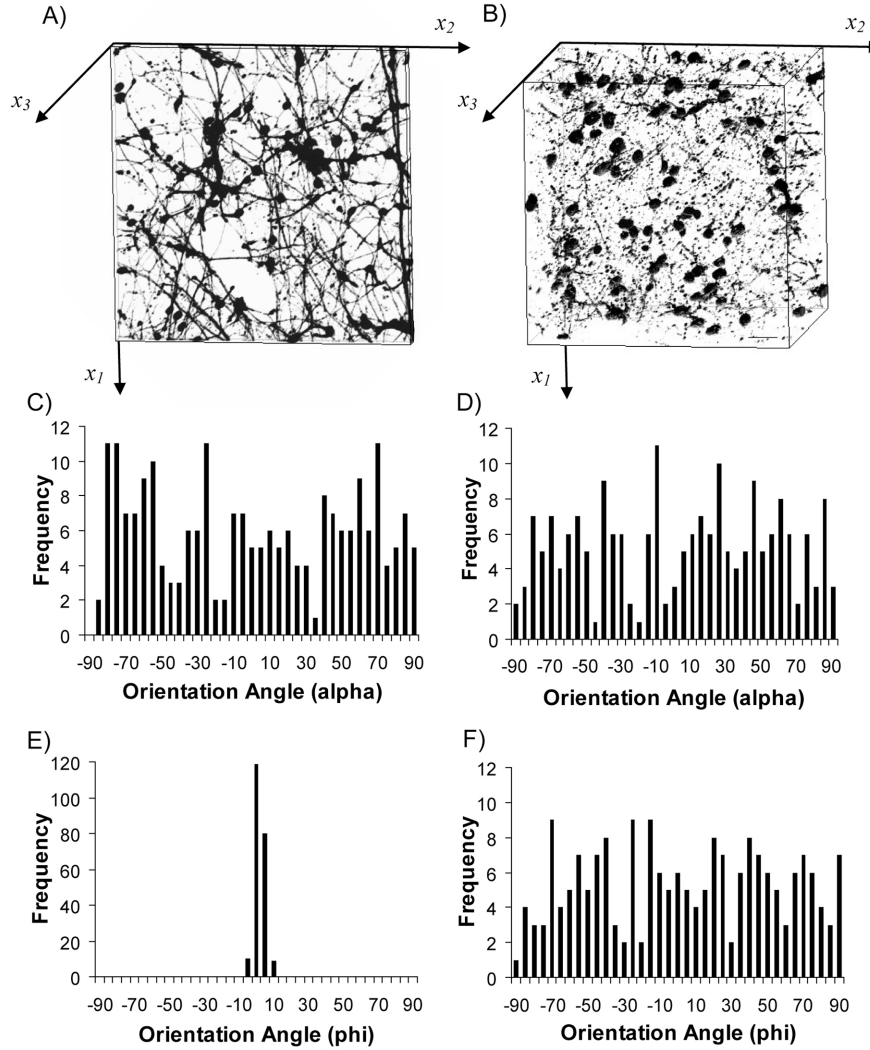 A)
B)
x2
x2
x3
x3
x1
x1
C)
D)
12
10
8
6
4
2
0
Frequency
-90 -70 -50 -30 -10 10 30 50 70 90
Orientation Angle (alpha)
12
10
8
6
4
2
0
Frequency
-90 -70 -50 -30 -10 10 30 50 70 90
Orientation Angle (alpha)
E)
F)
120
100
80
60
40
20
0
Frequency
-90 -70 -50 -30 -10 10 30 50 70 90
Orientation Angle (phi)
12
10
8
6
4
2
0
Frequency
-90 -70 -50 -30 -10 10 30 50 70 90
Orientation Angle (phi)